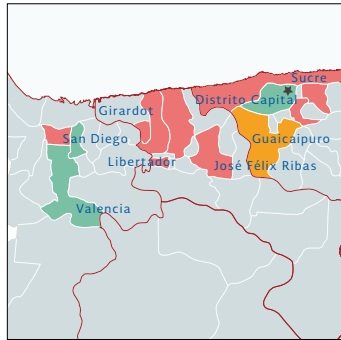 Sucre
Distrito Capital
Girardot
San Diego
Guaicaipuro
Libertador
José Félix Ribas
Valencia